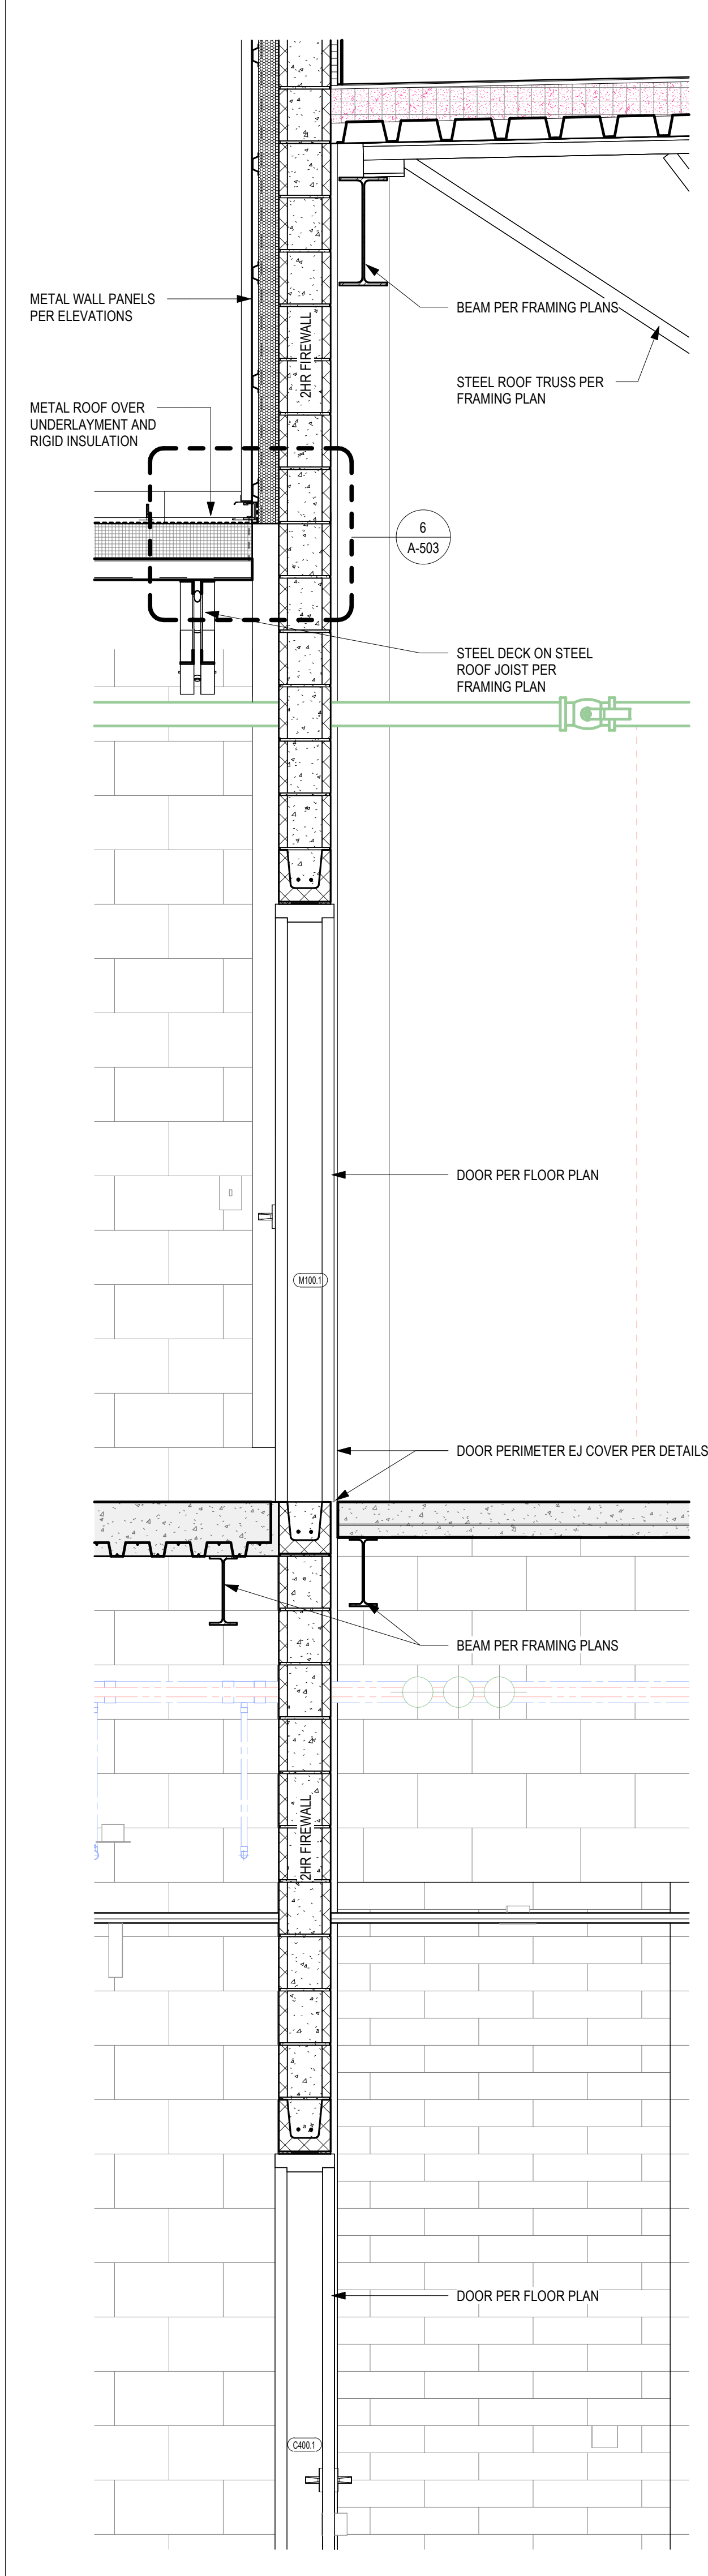 2HR FIREWALL
METAL WALL PANELS
PER ELEVATIONS
BEAM PER FRAMING PLANS
STEEL ROOF TRUSS PER
FRAMING PLAN
METAL ROOF OVER
UNDERLAYMENT AND
RIGID INSULATION
6
A-503
STEEL DECK ON STEEL
ROOF JOIST PER
FRAMING PLAN
DOOR PER FLOOR PLAN
M100.1
DOOR PERIMETER EJ COVER PER DETAILS
BEAM PER FRAMING PLANS
2HR FIREWALL
DOOR PER FLOOR PLAN
C400.1